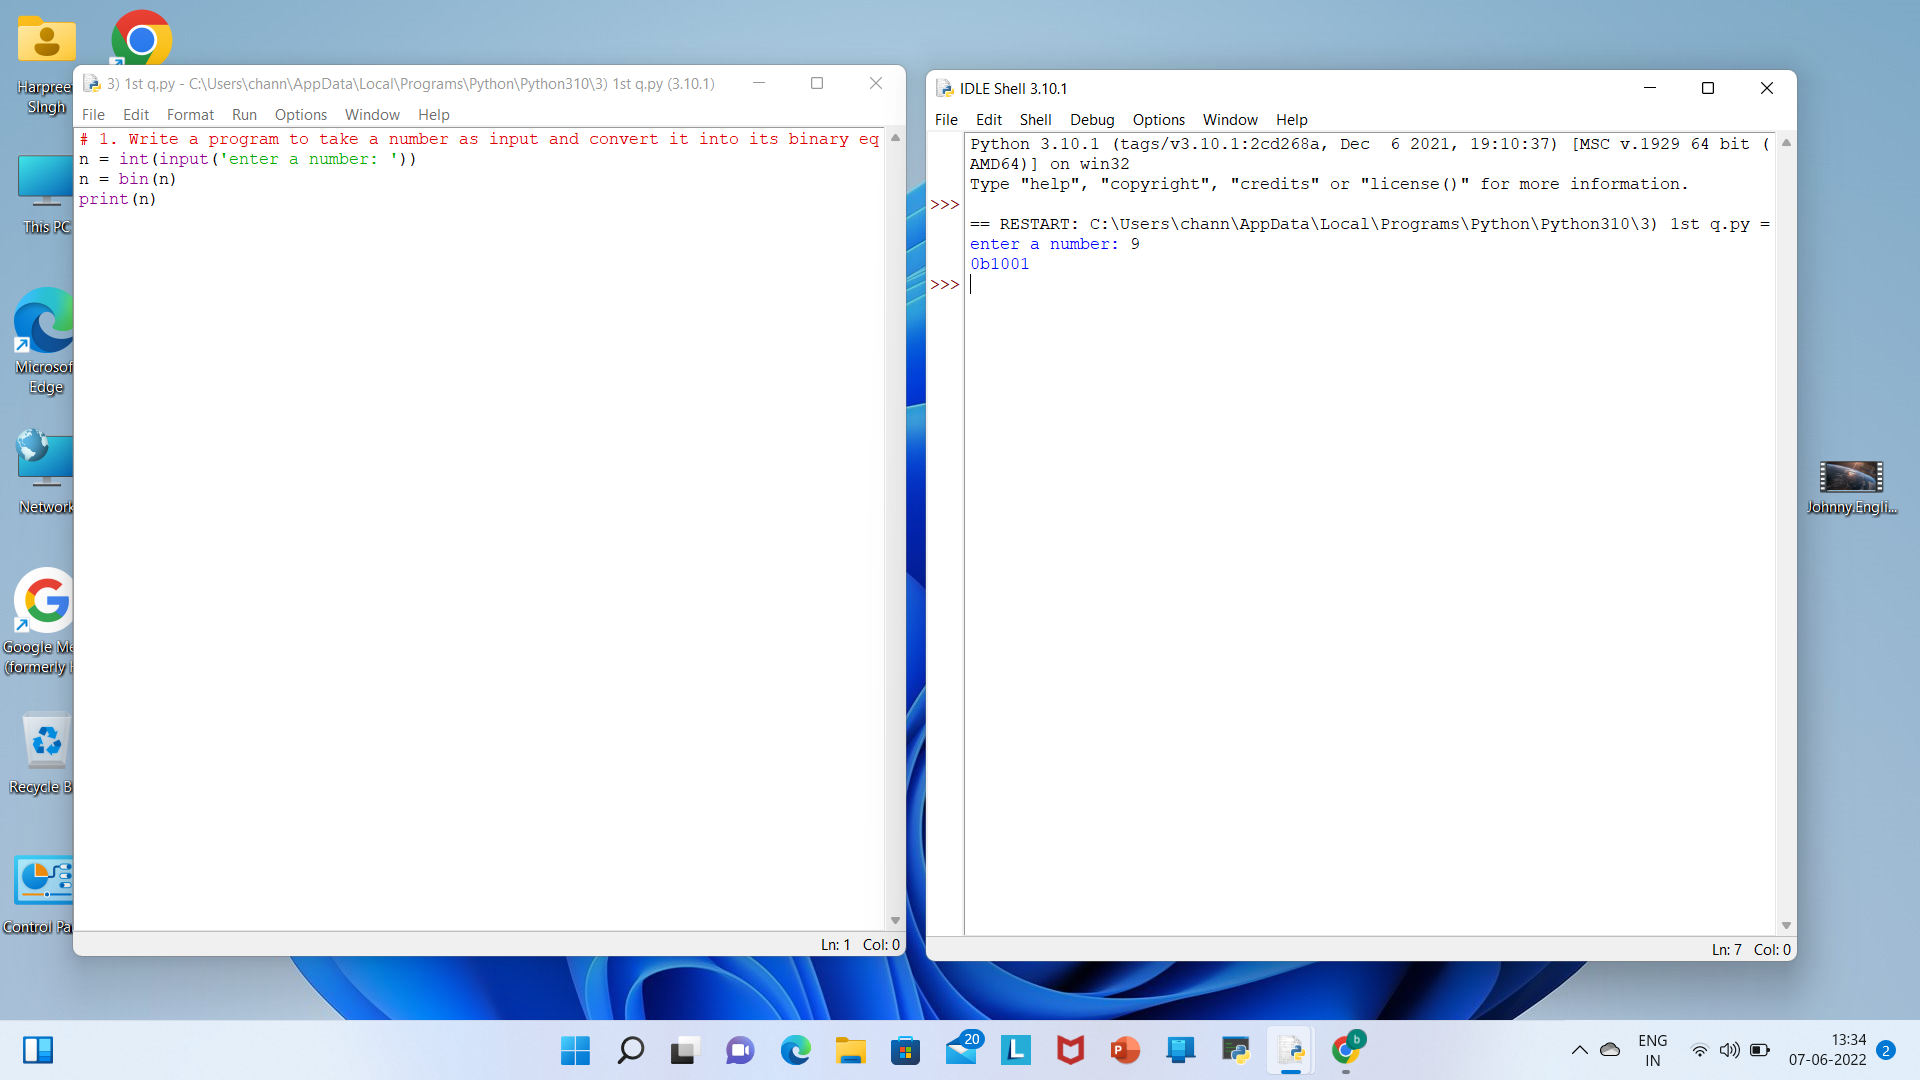 Harpree
SIngh
This PC
Microsof
Edge
Network
Google Me
(formerly
Recycle B
Control Pa
3) 1st q.py - C:\Users\chann\AppData\Local\Programs\Python\Python310\3) 1st q.py (3.10.1)
File Edit Format Run Options Window Help
# 1. Write a program to take a number as input and convert it into its binary eq
n = int(input('enter a number: '))
n = bin(n)
print(n)
Ln: 1 Col: 0
IDLE Shell 3.10.1
File Edit Shell Debug Options Window Help
Python 3.10.1 (tags/v3.10.1:2cd268a, Dec  6 2021, 19:10:37) [MSC v.1929 64 bit (
AMD64)] on win32
Type "help", "copyright", "credits" or "license()" for more information.
>>>
== RESTART: C:\Users\chann\AppData\Local\Programs\Python\Python310\3) 1st q.py =
enter a number: 9
0b1001
>>>
Ln: 7 Col: 0
Johnny.Engli...
20
L
P
b
ENG
IN
13:34
07-06-2022
2